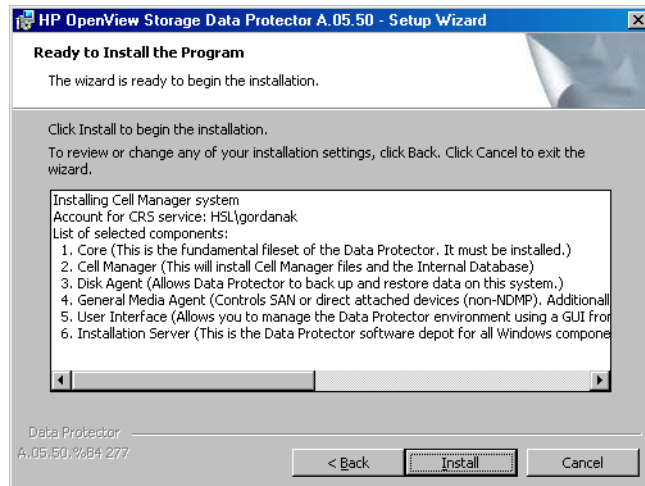 HP OpenView Storage Data Protector A.05.50 - Setup Wizard
Ready to Install the Program
The wizard is ready to begin the installation.
Click Install to begin the installation.
To review or change any of your installation settings, click Back. Click Cancel to exit the
wizard.
Installing Cell Manager system
Account for CRS service: HSL\gordanak
List of selected components:
1. Core (This is the fundamental fileset of the Data Protector. It must be installed.)
2. Cell Manager (This will install Cell Manager files and the Internal Database)
3. Disk Agent (Allows Data Protector to back up and restore data on this system.)
4. General Media Agent (Controls SAN or direct attached devices (non-NDMP). Additionall
5. User Interface (Allows you to manage the Data Protector environment using a GUI fror
6. Installation Server (This is the Data Protector software depot for all Windows compone
Data Protector
A.05.50.%B4 277
< Back
Install
Cancel